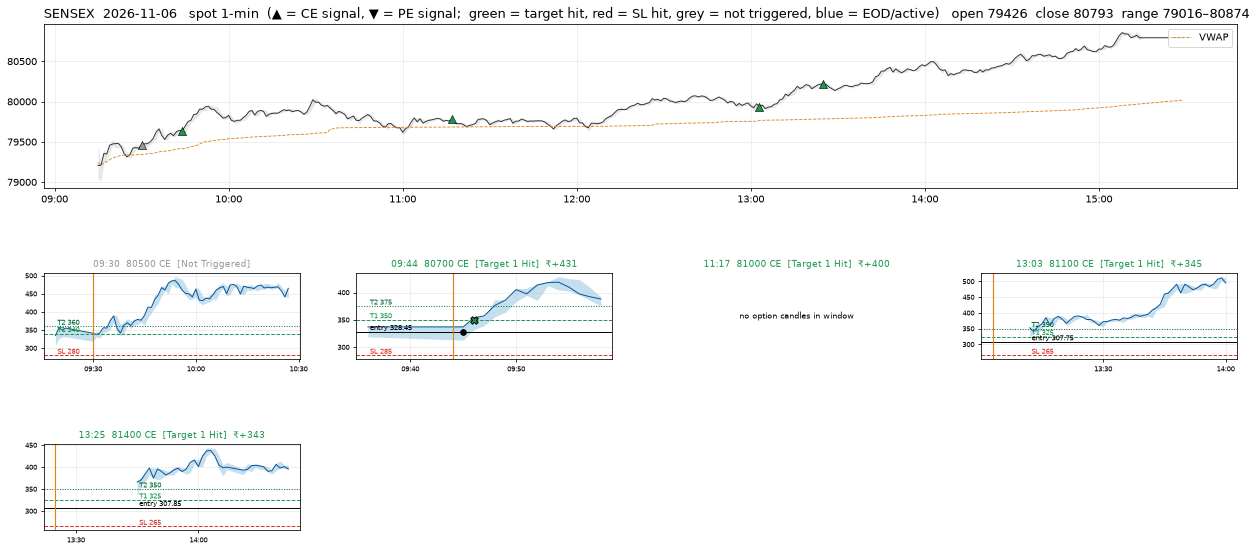 SENSEX  2026-11-06   spot 1-min  (▲ = CE signal, ▼ = PE signal;  green = target hit, red = SL hit, grey = not triggered, blue = EOD/active)   open 79426  close 80793  range 79016–80874
VWAP
80500
80000
79500
79000
09:00
10:00
11:00
12:00
13:00
14:00
15:00
09:30  80500 CE  [Not Triggered]
500
450
400
350
300
T2 360
SL 280
09:30
10:00
10:30
09:44  80700 CE  [Target 1 Hit]  ₹+431
400
350
300
T2 375
T1 350
entry 328.45
SL 285
09:40
09:50
11:17  81000 CE  [Target 1 Hit]  ₹+400
no option candles in window
13:03  81100 CE  [Target 1 Hit]  ₹+345
500
450
400
350
300
T2 350
T1 325
entry 307.75
SL 265
13:30
14:00
13:25  81400 CE  [Target 1 Hit]  ₹+343
450
400
350
300
T2 350
T1 325
entry 307.85
SL 265
13:30
14:00